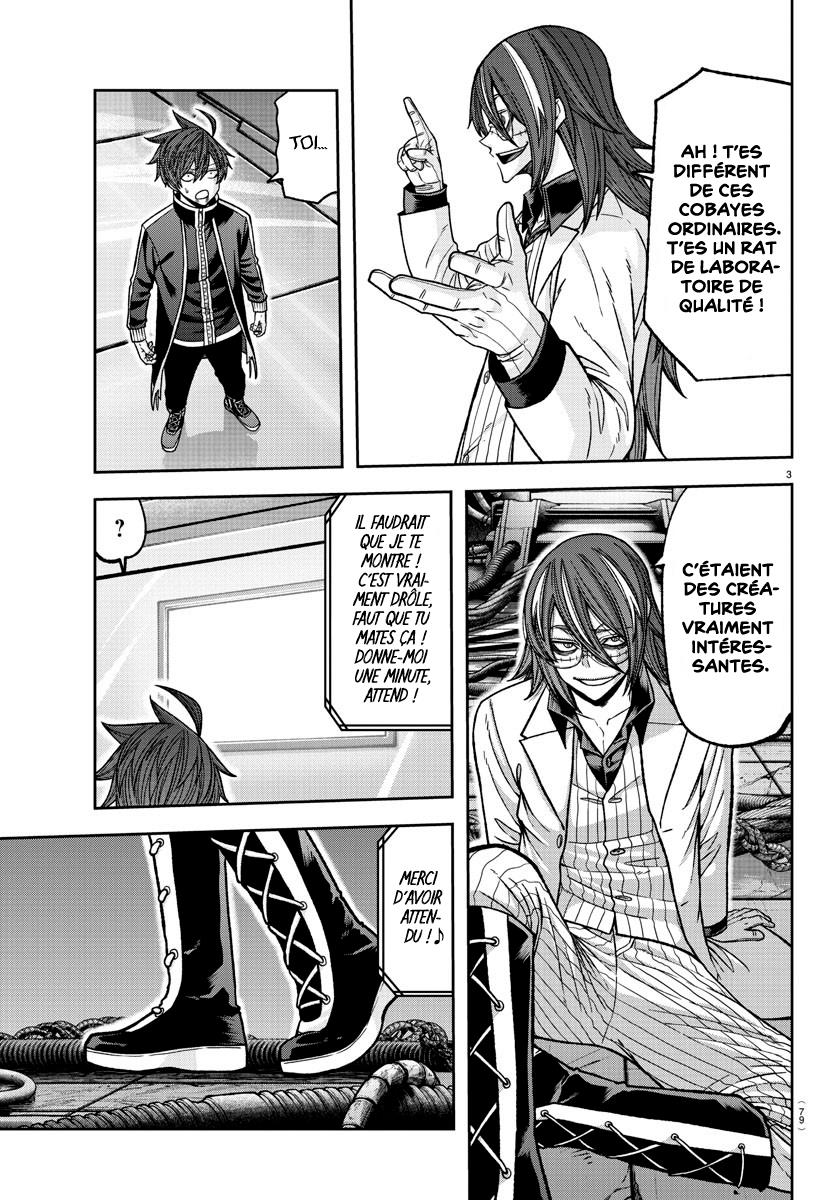 AH ! T'ES
DIFFÉRENT
DE CES
COBAYES
ORDINAIRES.
T'ES UN RAT
DE LABORA-
TOIRE DE
QUALITÉ !
TOI...
3
C'ÉTAIENT
DES CRÉA-
TURES
VRAIMENT
INTÉRES-
SANTES.
IL FAUDRAIT
QUE JE TE
MONTRE !
C'EST VRAI-
MENT DRÔLE,
FAUT QUE TU
MATES ÇA !
DONNE-MOI
UNE MINUTE,
ATTEND !
?
MERCI
D'AVOIR
ATTEN-
DU !♪
(79)